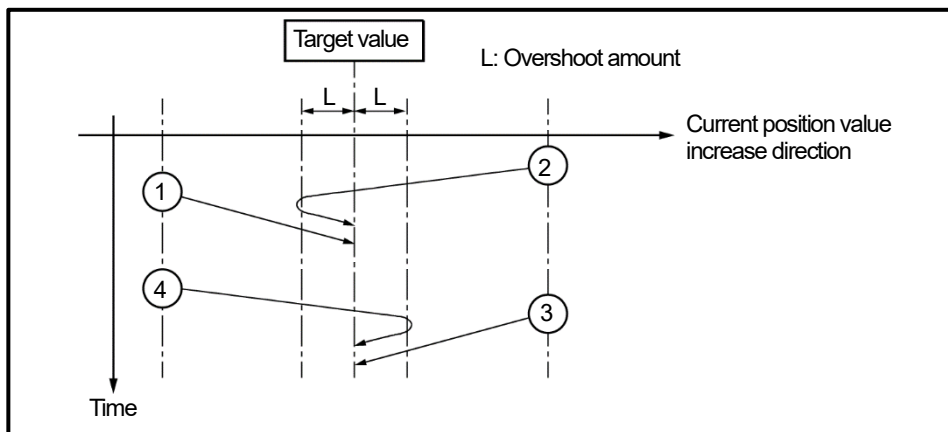 Target value
L: Overshoot amount
L L
Current position value
increase direction
2
1
4
3
Time